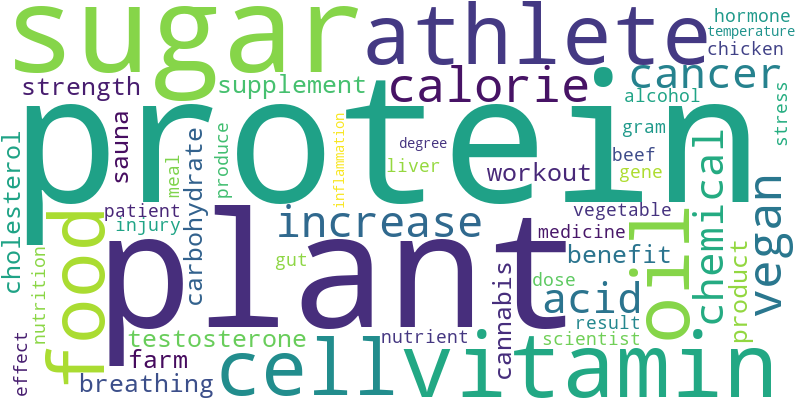 sugar
athlete
hormone
temperature
chicken
strength
supplement
calorie
cancer
alcohol
stress
protein
cholesterol
sauna
meal
carbohydrate
produce
inflammation
degree
liver
workout
beef
gene
gram
chemical
vegan
patient
injury
increase
vegetable
medicine
benefit
oil
food
plant
nutrition
gut
cannabis
dose
acid
product
result
scientist
testosterone
nutrient
farm
breathing
effect
cell
vitamin